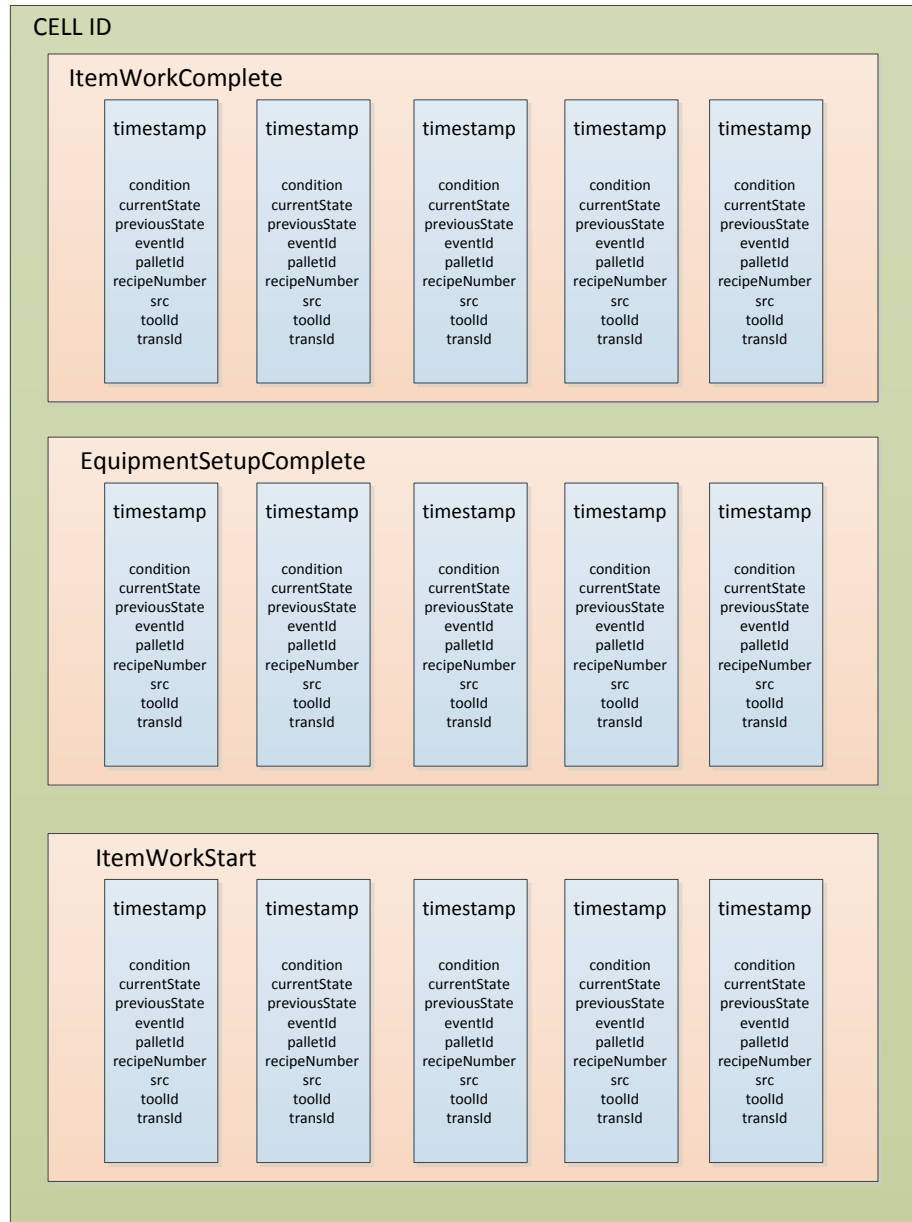 CELL ID
ItemWorkComplete
timestamp timestamp timestamp timestamp timestamp
condition condition condition condition condition
currentState currentState currentState currentState currentState
previousState previousState previousState previousState previousState
eventId eventId eventId eventId eventId
palletId palletId palletId palletId palletId
recipeNumber recipeNumber recipeNumber recipeNumber recipeNumber
src src src src src
toolId toolId toolId toolId toolId
transId transId transId transId transId
EquipmentSetupComplete
timestamp timestamp timestamp timestamp timestamp
condition condition condition condition condition
currentState currentState currentState currentState currentState
previousState previousState previousState previousState previousState
eventId eventId eventId eventId eventId
palletId palletId palletId palletId palletId
recipeNumber recipeNumber recipeNumber recipeNumber recipeNumber
src src src src src
toolId toolId toolId toolId toolId
transId transId transId transId transId
ItemWorkStart
timestamp timestamp timestamp timestamp timestamp
condition condition condition condition condition
currentState currentState currentState currentState currentState
previousState previousState previousState previousState previousState
eventId eventId eventId eventId eventId
palletId palletId palletId palletId palletId
recipeNumber recipeNumber recipeNumber recipeNumber recipeNumber
src src src src src
toolId toolId toolId toolId toolId
transId transId transId transId transId